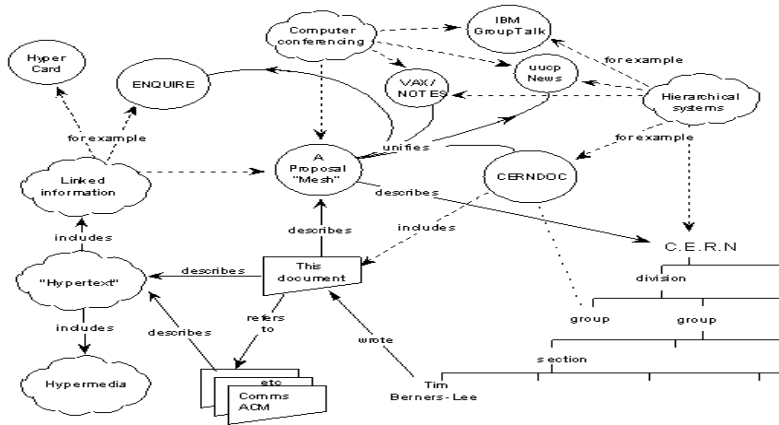 IBM
GroupTalk
Computer
conferencing
Hyper
Card
ENQUIRE
VAX/
NOTES
uucp
News
for example
Hierarchical
systems
for example
unifies
for example
A
Proposal
"Mesh"
CERNDOC
Linked
information
describes
includes
describes
includes
C.E.R.N
This
document
describes
division
"Hypertext"
refers
to
describes
includes
group
group
wrote
section
Hypermedia
etc
Tim
Berners-Lee
Comms
ACM